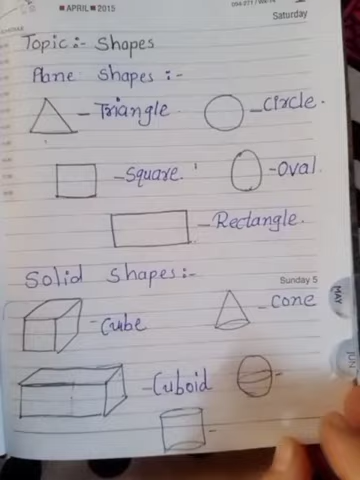 ■ APRIL ■ 2015
Saturday
Topic:- Shapes
Plane Shapes :-
- Triangle
- Circle.
- Square.
- Oval.
- Rectangle.
Solid Shapes:-
Sunday 5
- Cube
- Cone
MAY
- Cuboid
-
JUN
-